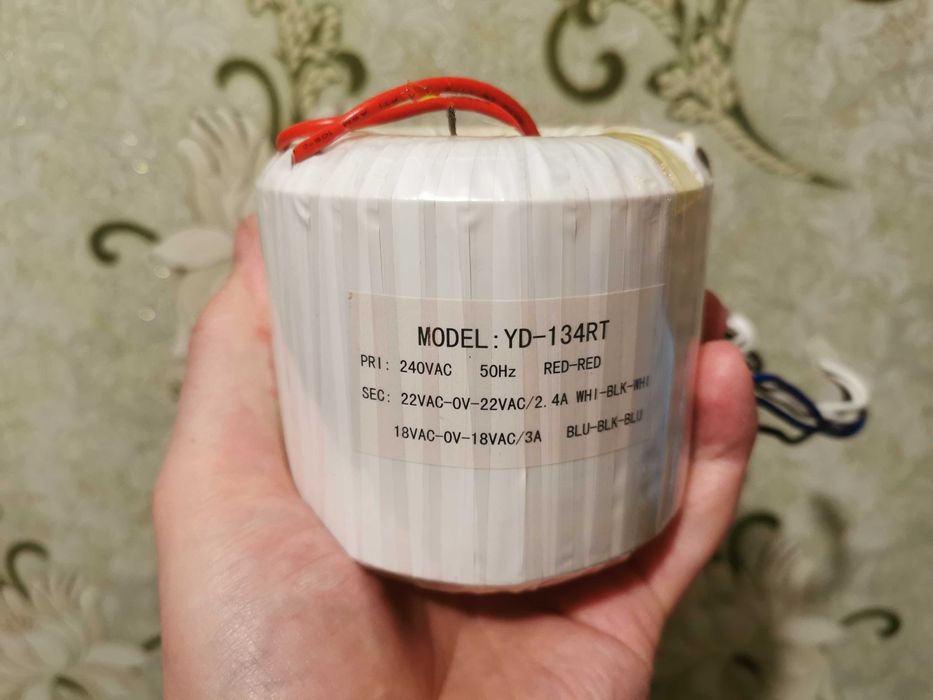 MODEL:YD-134RT
PRI: 240VAC 50Hz RED-RED
SEC: 22VAC-0V-22VAC/2.4A WHI-BLK-WHI
18VAC-0V-18VAC/3A BLU-BLK-BLU